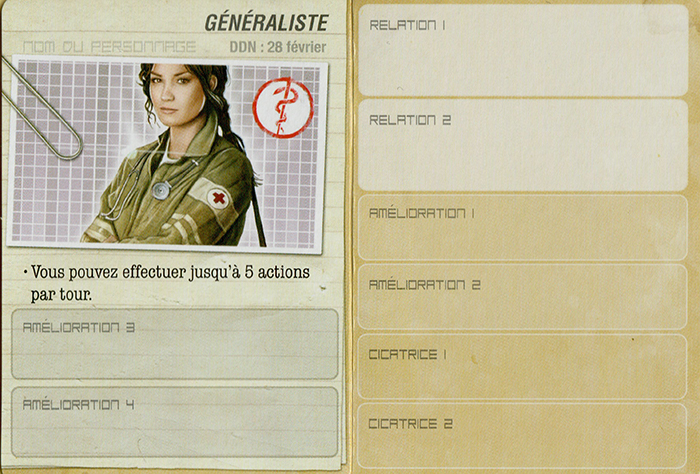 GÉNÉRALISTE
NOM DU PERSONNAGE
DDN : 28 février
• Vous pouvez effectuer jusqu'à 5 actions
par tour.
AMÉLIORATION 3
AMÉLIORATION 4
RELATION 1
RELATION 2
AMÉLIORATION 1
AMÉLIORATION 2
CICATRICE 1
CICATRICE 2